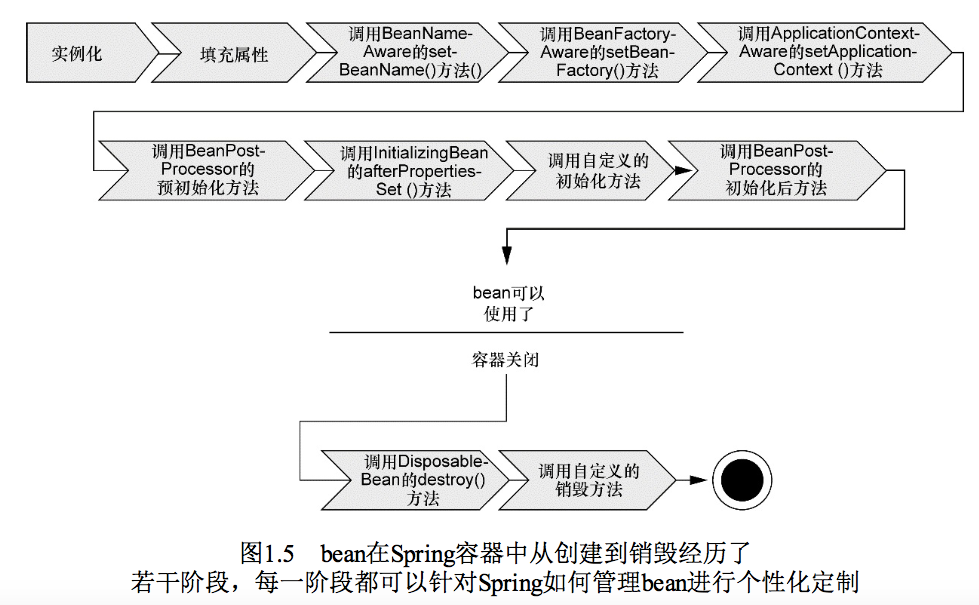 实例化
填充属性
调用BeanName-
Aware的set-
BeanName()方法()
调用BeanFactory-
Aware的setBean-
Factory()方法
调用ApplicationContext-
Aware的setApplication-
Context ()方法
调用BeanPost-
Processor的
预初始化方法
调用InitializingBean
的afterProperties-
Set ()方法
调用自定义的
初始化方法
调用BeanPost-
Processor的
初始化后方法
bean可以
使用了
容器关闭
调用Disposable-
Bean的destroy()
方法
调用自定义的
销毁方法
图1.5 bean在Spring容器中从创建到销毁经历了
若干阶段，每一阶段都可以针对Spring如何管理bean进行个性化定制